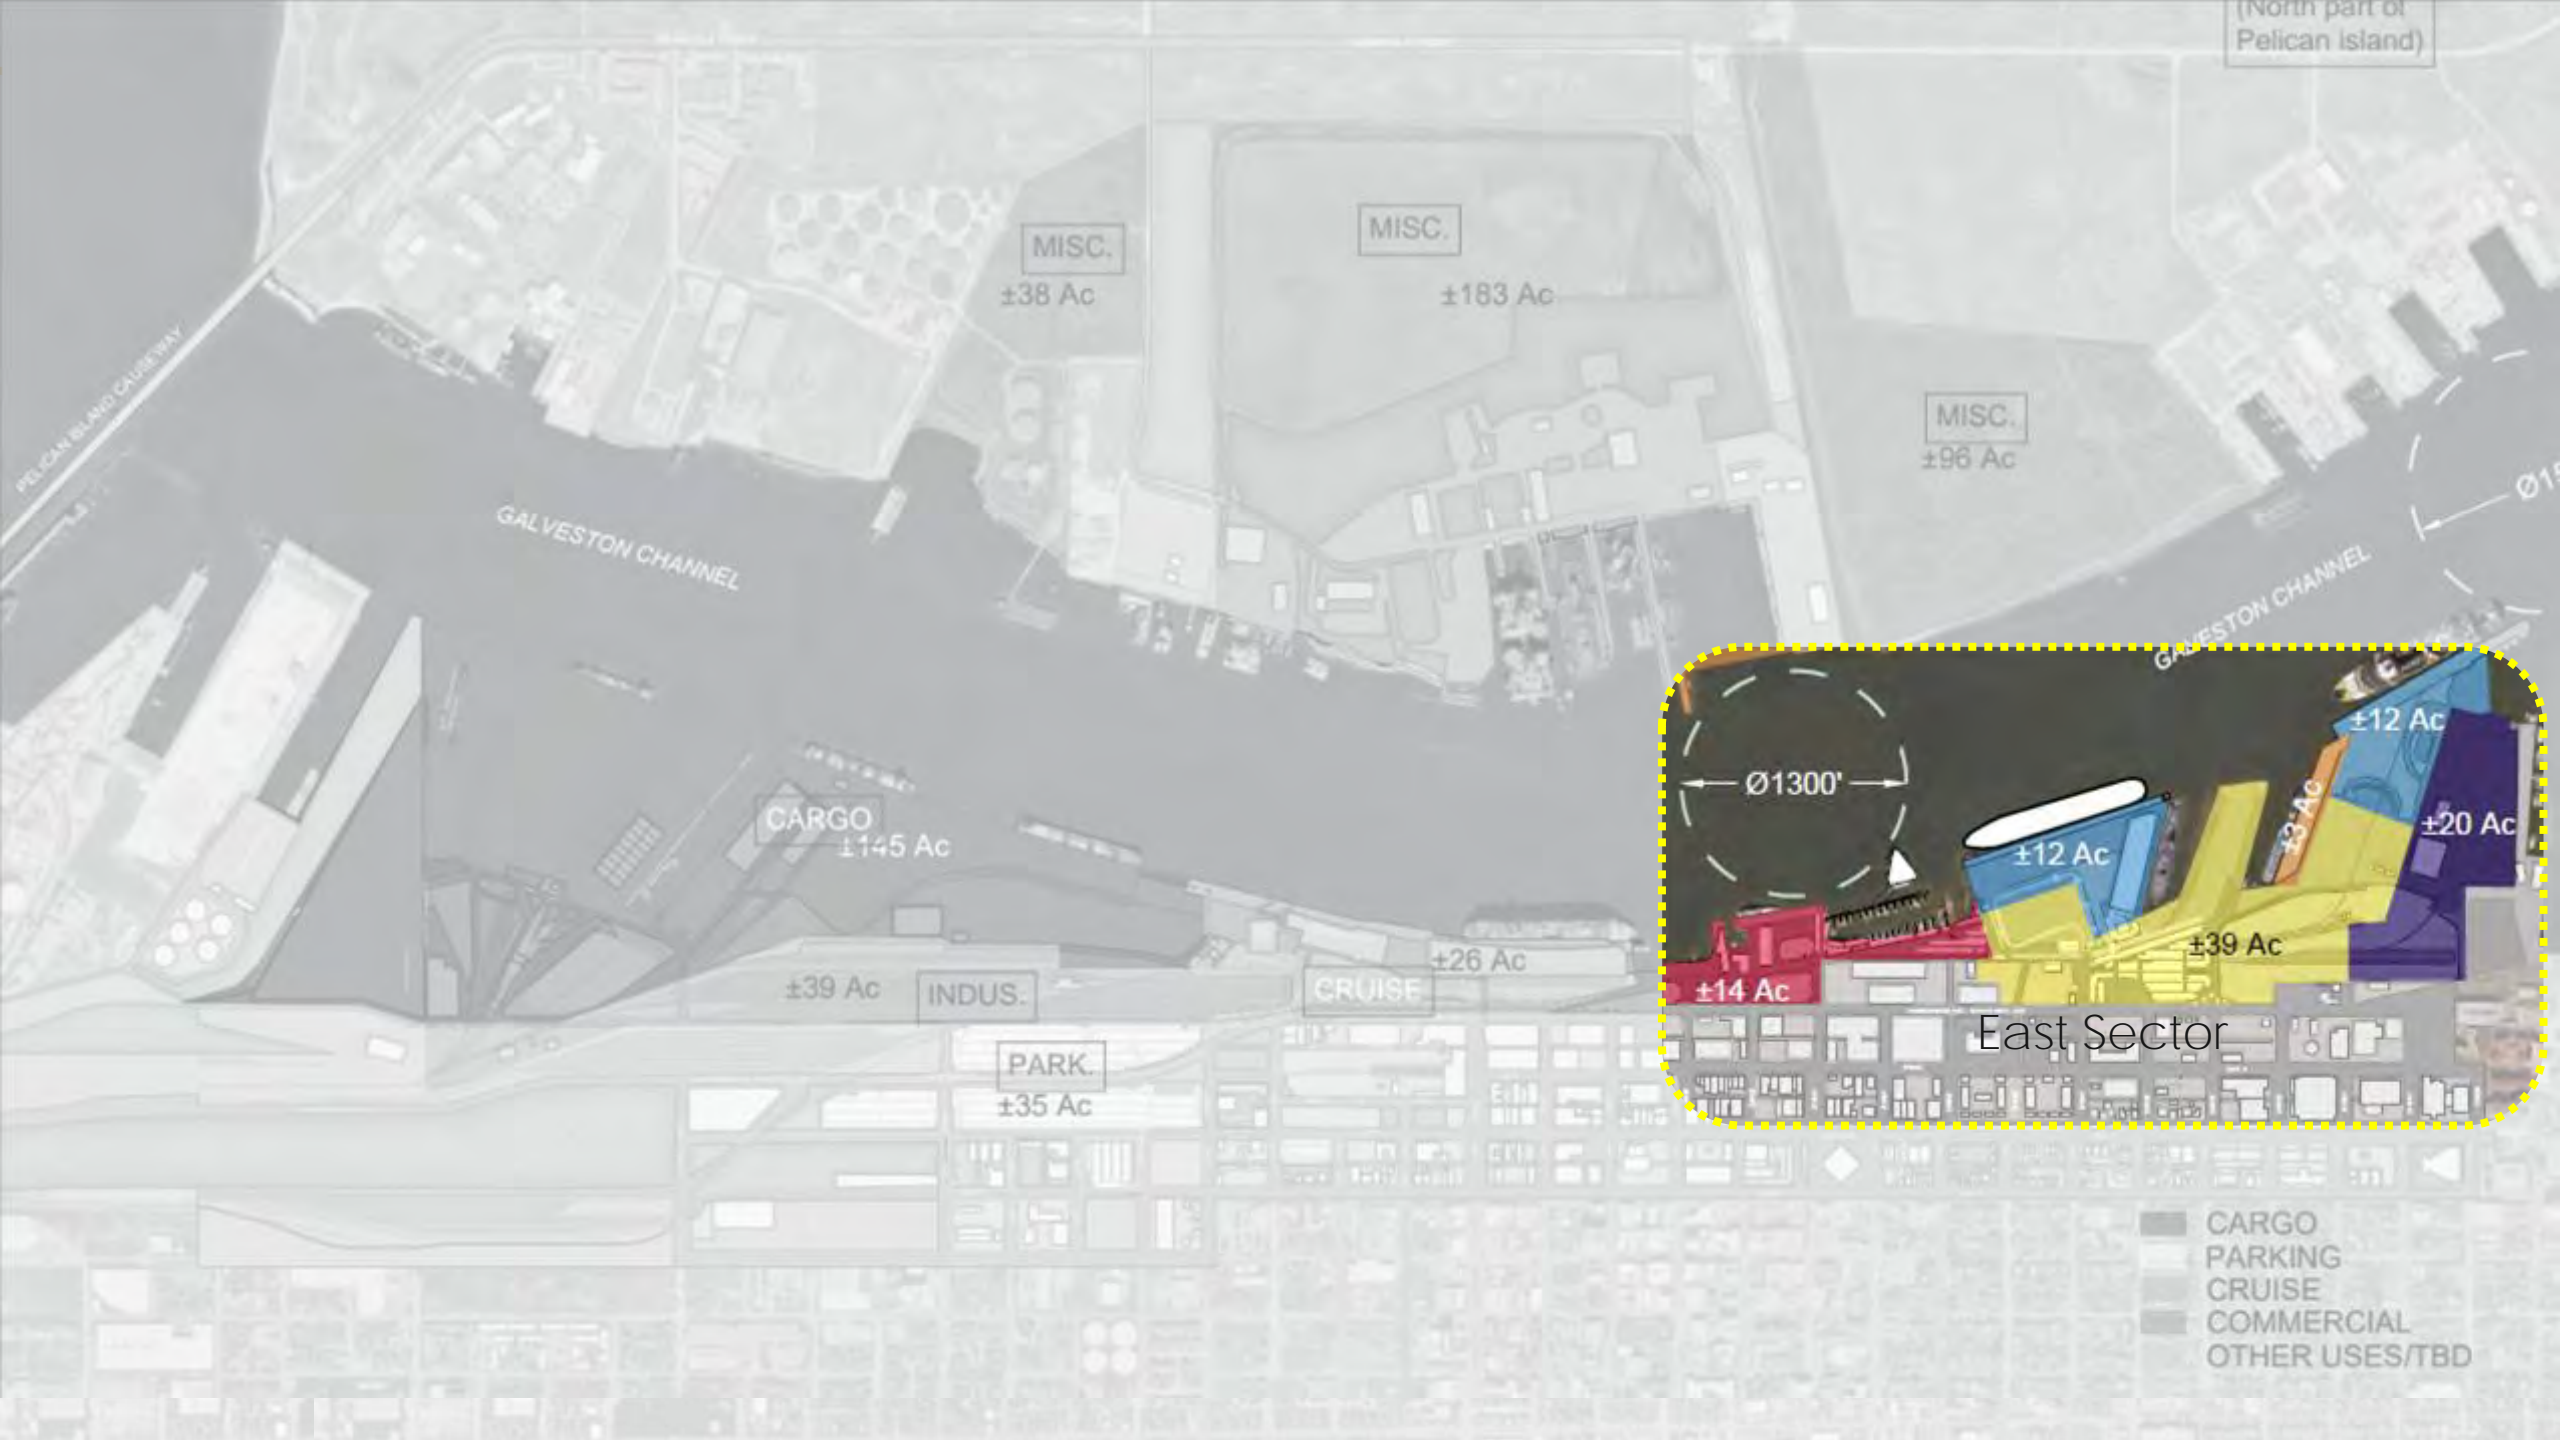 (North part of
Pelican island)
MISC.
±38 Ac
MISC.
±183 Ac
MISC.
±96 Ac
PELICAN ISLAND CAUSEWAY
GALVESTON CHANNEL
GALVESTON CHANNEL
CARGO
±145 Ac
±39 Ac
INDUS.
CRUISE
±26 Ac
PARK.
±35 Ac
Ø1300'
±12 Ac
±12 Ac
±3 Ac
±20 Ac
±39 Ac
±14 Ac
East Sector
CARGO
PARKING
CRUISE
COMMERCIAL
OTHER USES/TBD